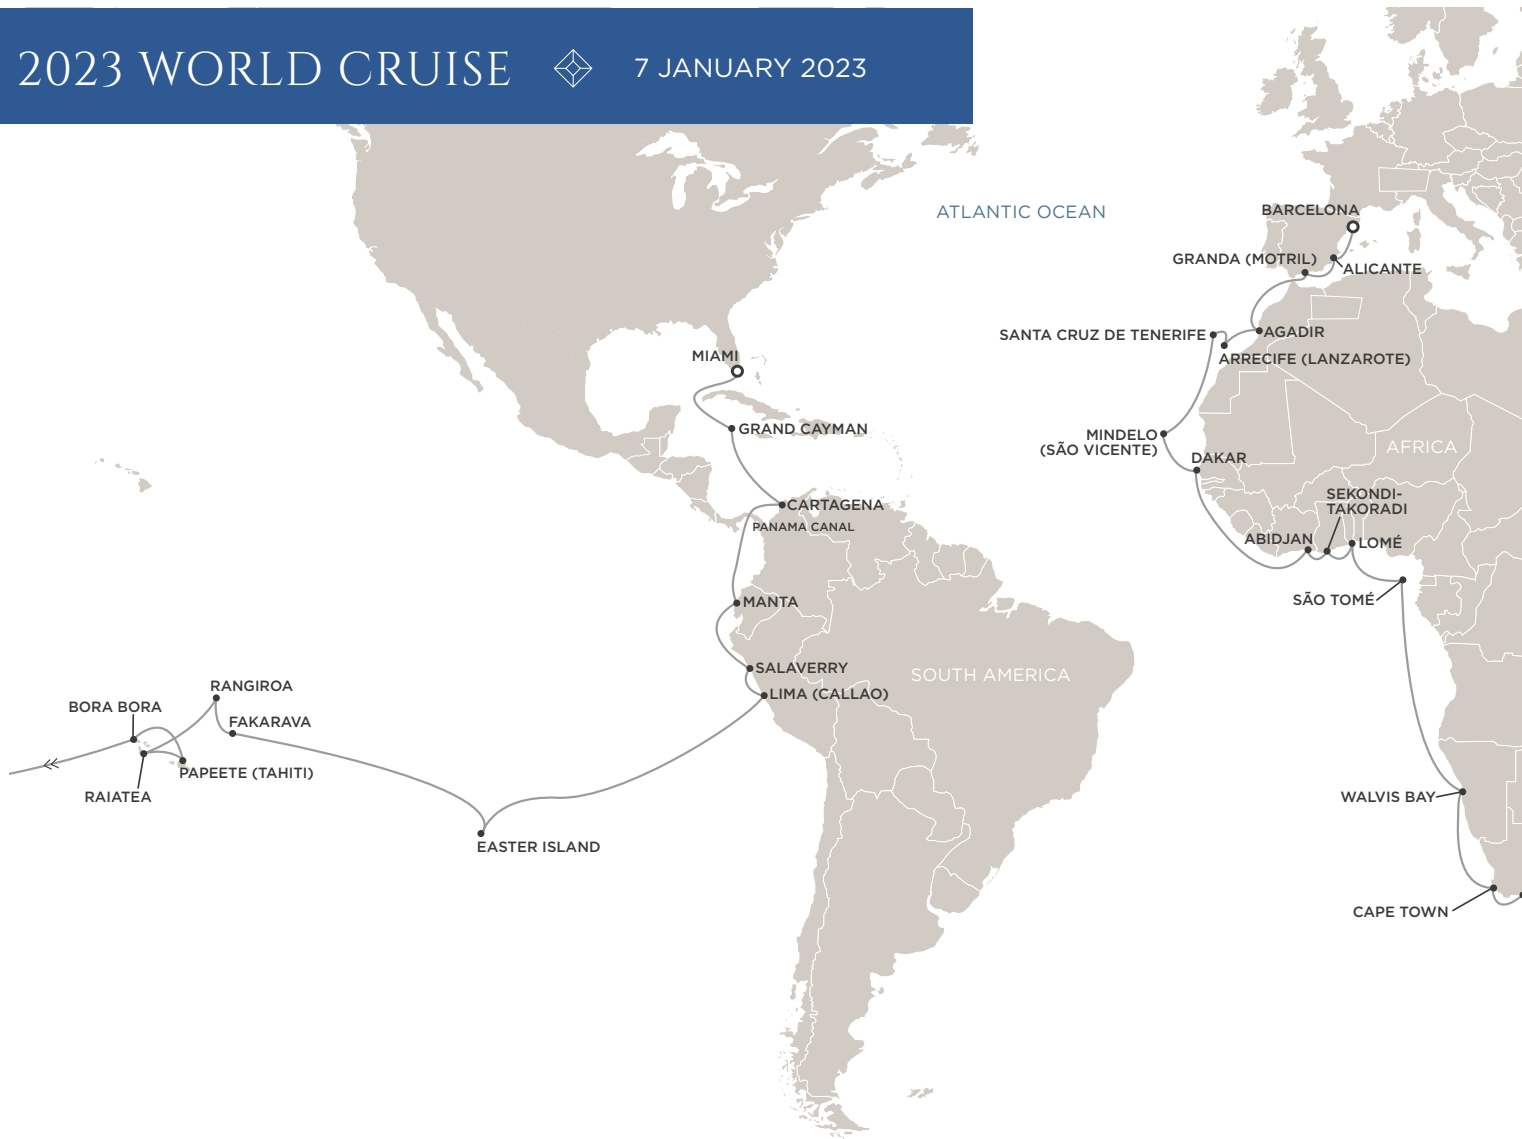 2023 WORLD CRUISE
7 JANUARY 2023
ATLANTIC OCEAN
BARCELONA
GRANDA (MOTRIL)
ALICANTE
SANTA CRUZ DE TENERIFE
AGADIR
ARRECIFE (LANZAROTE)
MIAMI
GRAND CAYMAN
MINDELO
(SÃO VICENTE)
AFRICA
DAKAR
SEKONDI-
TAKORADI
CARTAGENA
PANAMA CANAL
ABIDJAN
LOMÉ
MANTA
SÃO TOMÉ
SALAVERRY
SOUTH AMERICA
LIMA (CALLAO)
RANGIROA
BORA BORA
FAKARAVA
PAPEETE (TAHITI)
RAIATEA
WALVIS BAY
EASTER ISLAND
CAPE TOWN